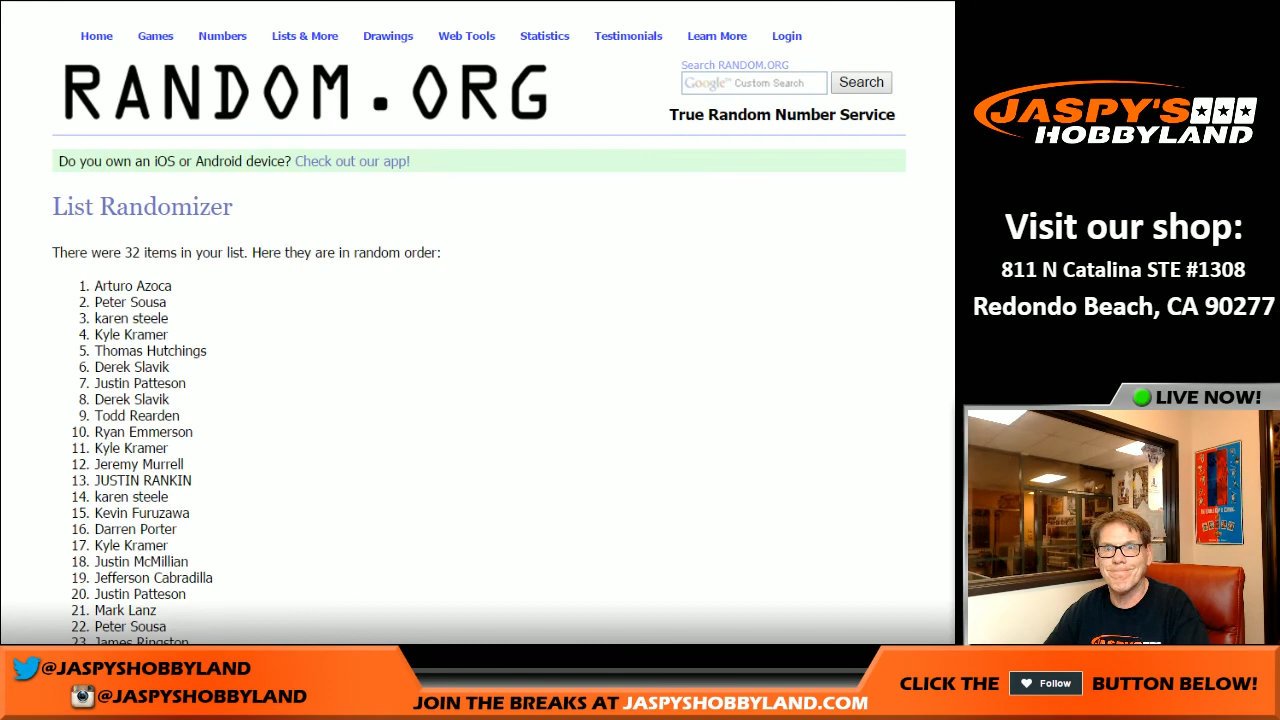 Home Games Numbers Lists & More Drawings Web Tools Statistics Testimonials Learn More Login
RANDOM.ORG
Search RANDOM.ORG
Google™ Custom Search Search
True Random Number Service
Do you own an iOS or Android device? Check out our app!
List Randomizer
There were 32 items in your list. Here they are in random order:
1. Arturo Azoca
2. Peter Sousa
3. karen steele
4. Kyle Kramer
5. Thomas Hutchings
6. Derek Slavik
7. Justin Patteson
8. Derek Slavik
9. Todd Rearden
10. Ryan Emmerson
11. Kyle Kramer
12. Jeremy Murrell
13. JUSTIN RANKIN
14. karen steele
15. Kevin Furuzawa
16. Darren Porter
17. Kyle Kramer
18. Justin McMillian
19. Jefferson Cabradilla
20. Justin Patteson
21. Mark Lanz
22. Peter Sousa
23. James Ringston
JASPY'S
HOBBYLAND
Visit our shop:
811 N Catalina STE #1308
Redondo Beach, CA 90277
LIVE NOW!
JASPY'S
@JASPYSHOBBYLAND
@JASPYSHOBBYLAND
JOIN THE BREAKS AT JASPYSHOBBYLAND.COM
CLICK THE Follow BUTTON BELOW!